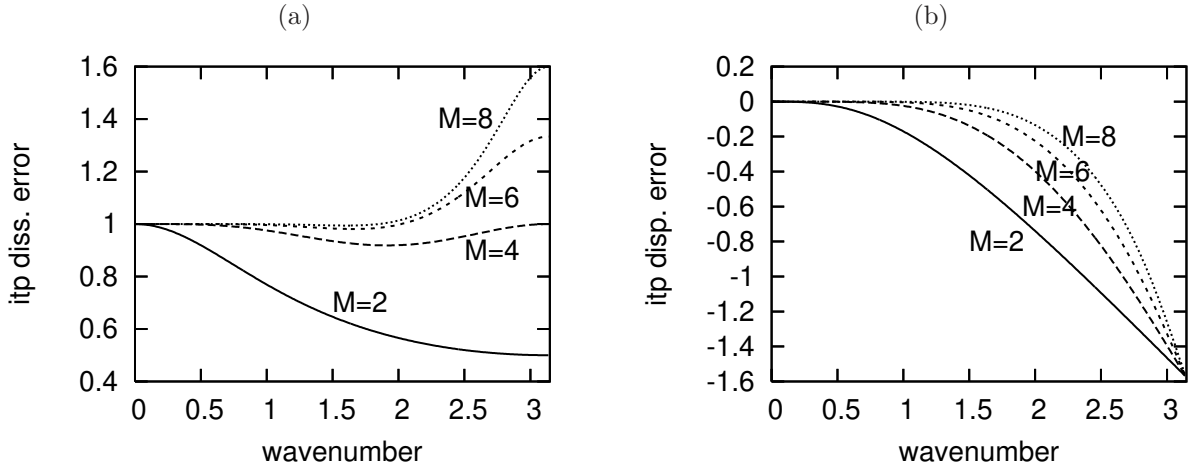 (a)
1.6
1.4
1.2
1
0.8
0.6
0.4
itp diss. error
M=8
M=6
M=4
M=2
0 0.5 1 1.5 2 2.5 3
wavenumber
(b)
0.2
0
-0.2
-0.4
-0.6
-0.8
-1
-1.2
-1.4
-1.6
itp disp. error
M=8
M=6
M=4
M=2
0 0.5 1 1.5 2 2.5 3
wavenumber